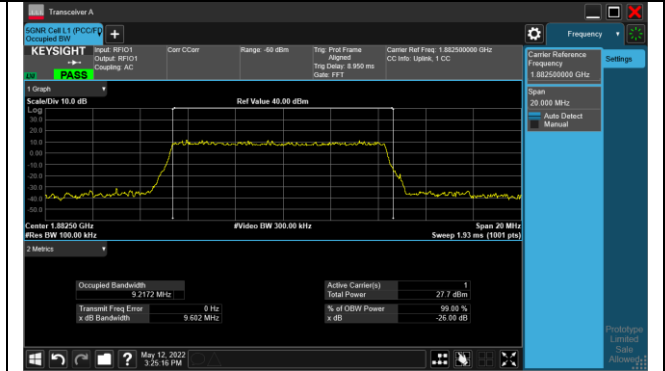 Transceiver A
5GNR Cell L1 (PCC/FD
Occupied BW
+
Frequency
KEYSIGHT
PASS
Input: RFIO1
Output: RFIO1
Coupling: AC
Corr CCorr
Range: -60 dBm
Trig: Prot Frame
Aligned
Trig Delay: 8.950 ms
Gate: FFT
Carrier Ref Freq: 1.882500000 GHz
CC Info: Uplink, 1 CC
Carrier Reference
Frequency
1.882500000 GHz
Settings
Span
20.000 MHz
Auto Detect
Manual
1 Graph
Scale/Div 10.0 dB
Ref Value 40.00 dBm
Log
30.0
20.0
10.0
0.00
-10.0
-20.0
-30.0
-40.0
-50.0
Center 1.88250 GHz
#Video BW 300.00 kHz
Span 20 MHz
#Res BW 100.00 kHz
Sweep 1.93 ms (1001 pts)
2 Metrics
Occupied Bandwidth
9.2172 MHz
Transmit Freq Error 0 Hz
x dB Bandwidth 9.602 MHz
Active Carrier(s) 1
Total Power 27.7 dBm
% of OBW Power 99.00 %
x dB -26.00 dB
?
May 12, 2022
3:25:16 PM
Prototype
Limited
Sale
Allowed